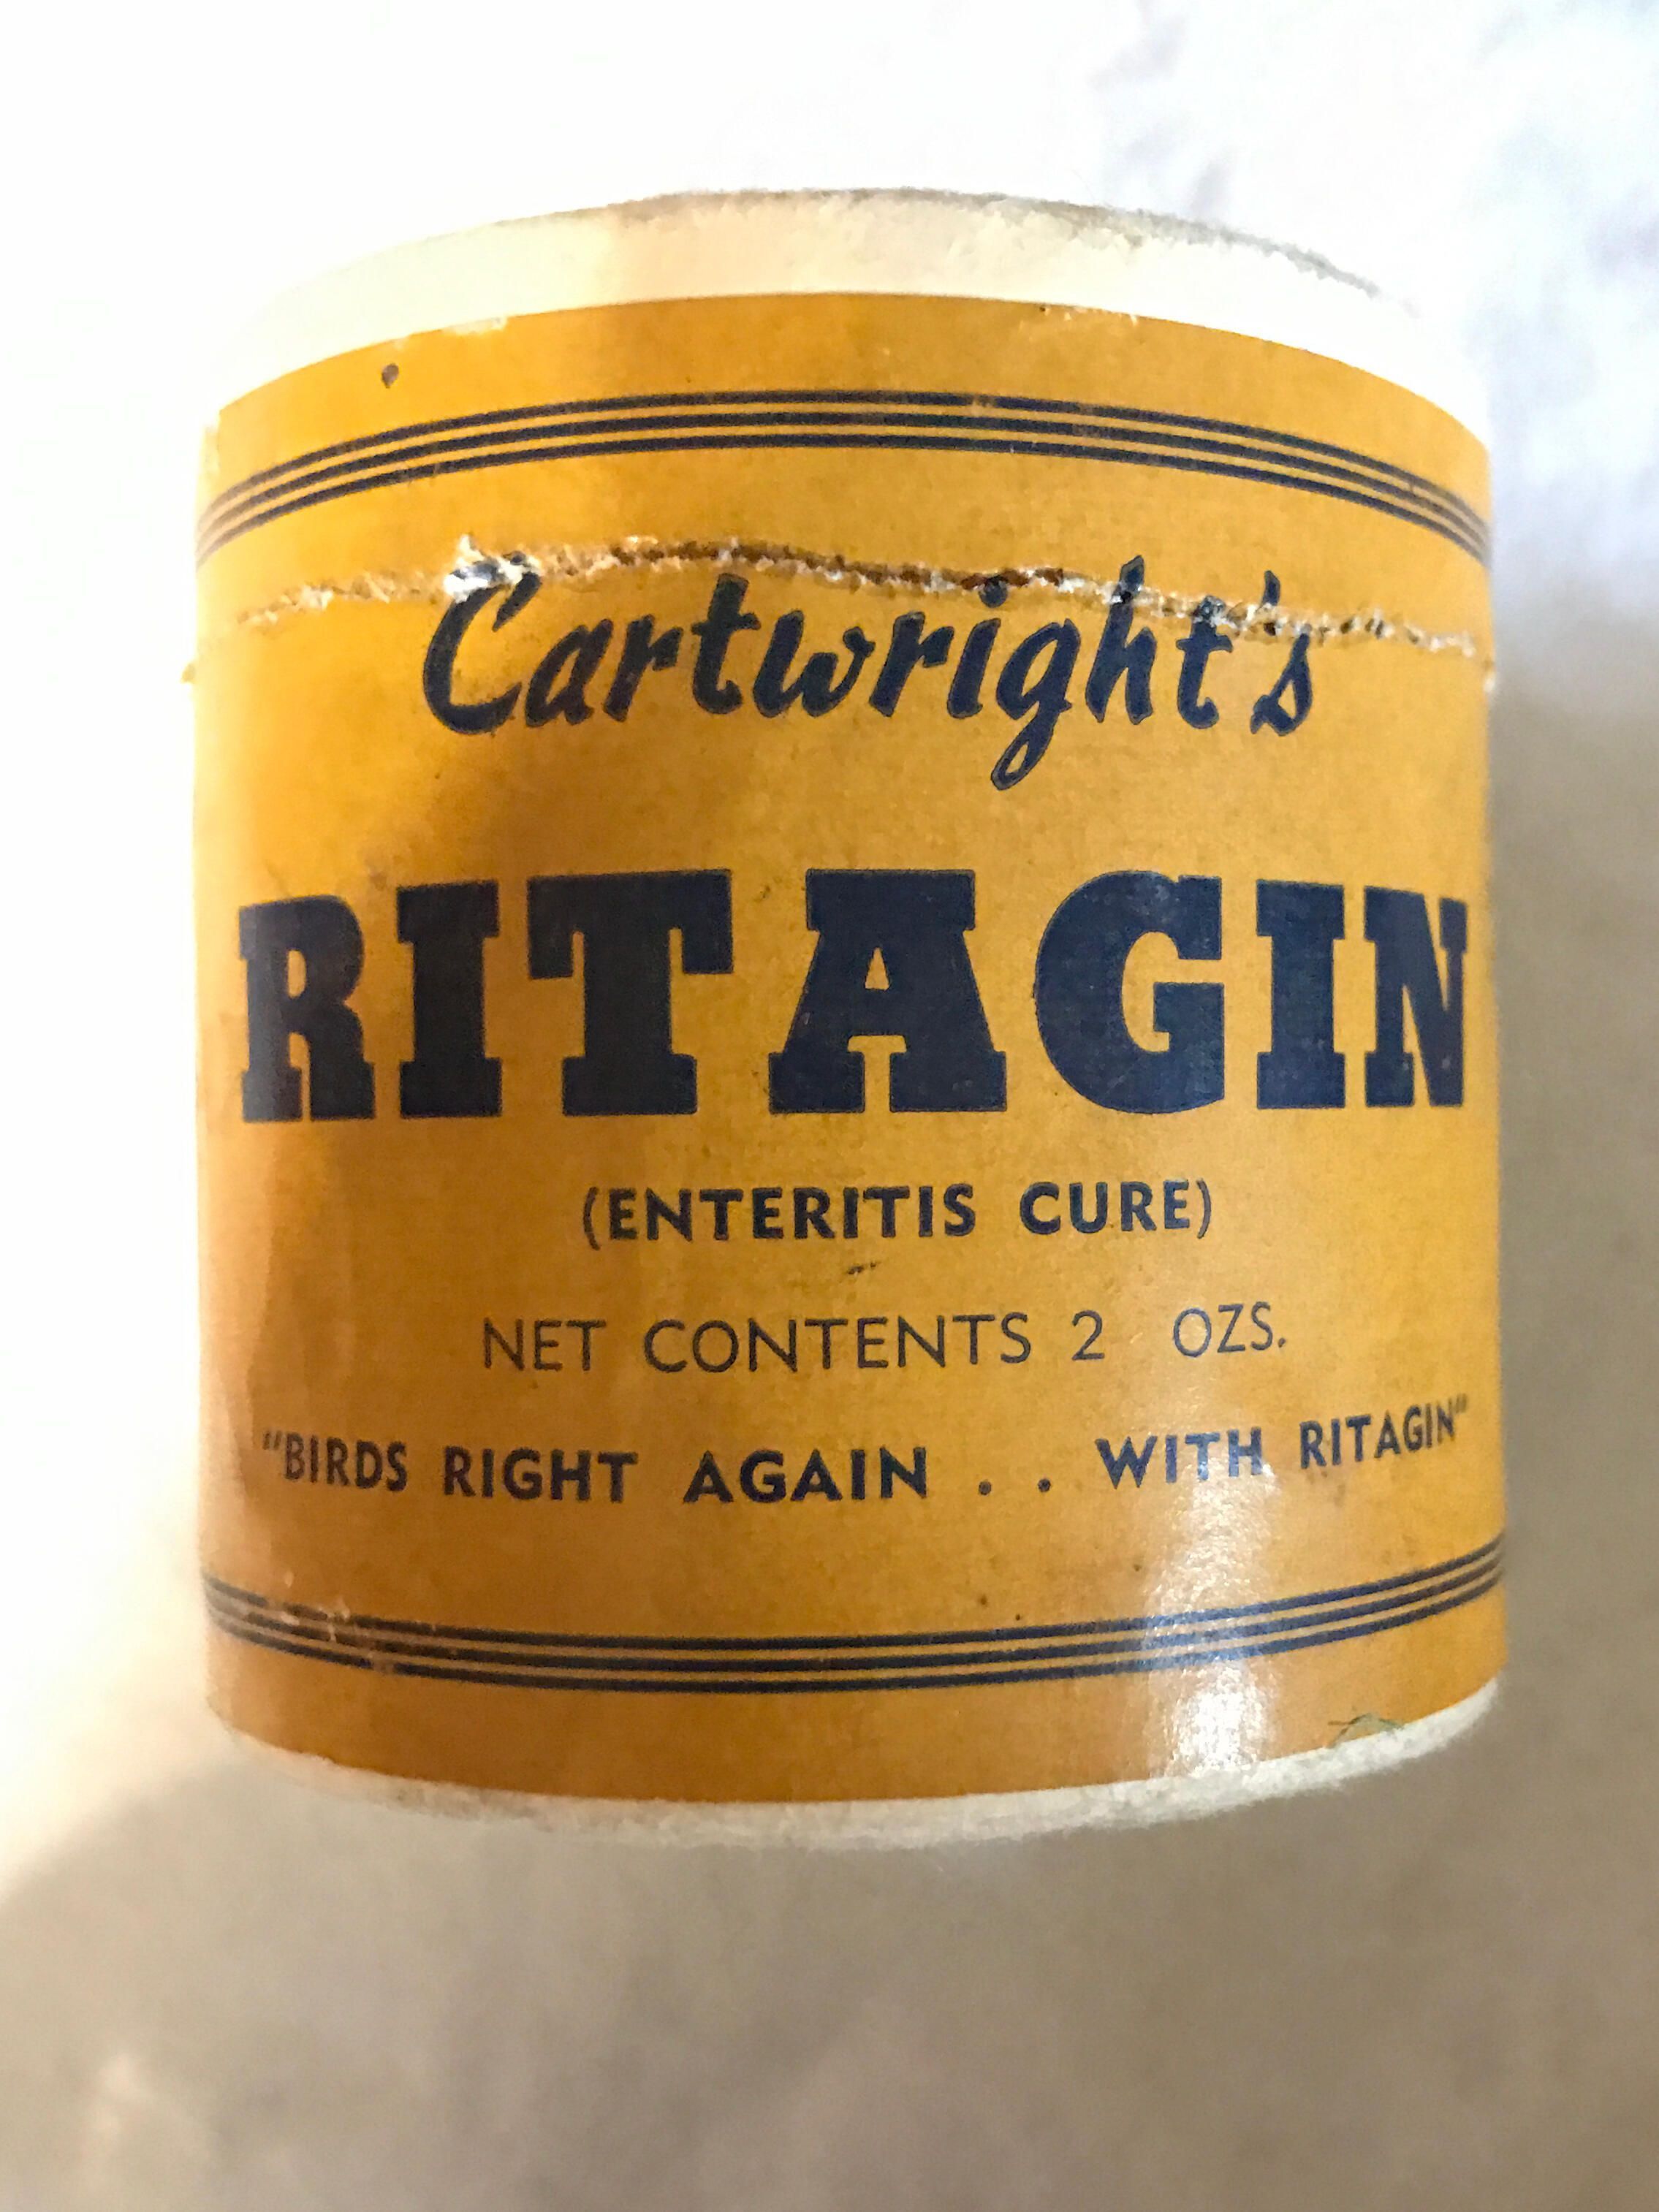 Cartwright's
RITAGIN
(ENTERITIS CURE)
NET CONTENTS 2 OZS.
"BIRDS RIGHT AGAIN . . WITH RITAGIN"